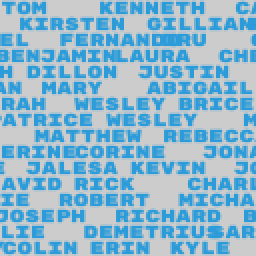 TOM KENNETH CA
KIRSTEN GILLIAN
EL FERNANDO RU
BENJAMIN LAURA CHE
H DILLON JUSTIN
AN MARY ABIGAIL
RAH WESLEY BRICE
PATRICE WESLEY M
MATTHEW REBECC
ERINE CORINE JONA
E JALESA KEVIN JO
AVID RICK CHARL
IE ROBERT MICHA
JOSEPH RICHARD B
LIE DEMETRIUS SAR
COLIN ERIN KYLE